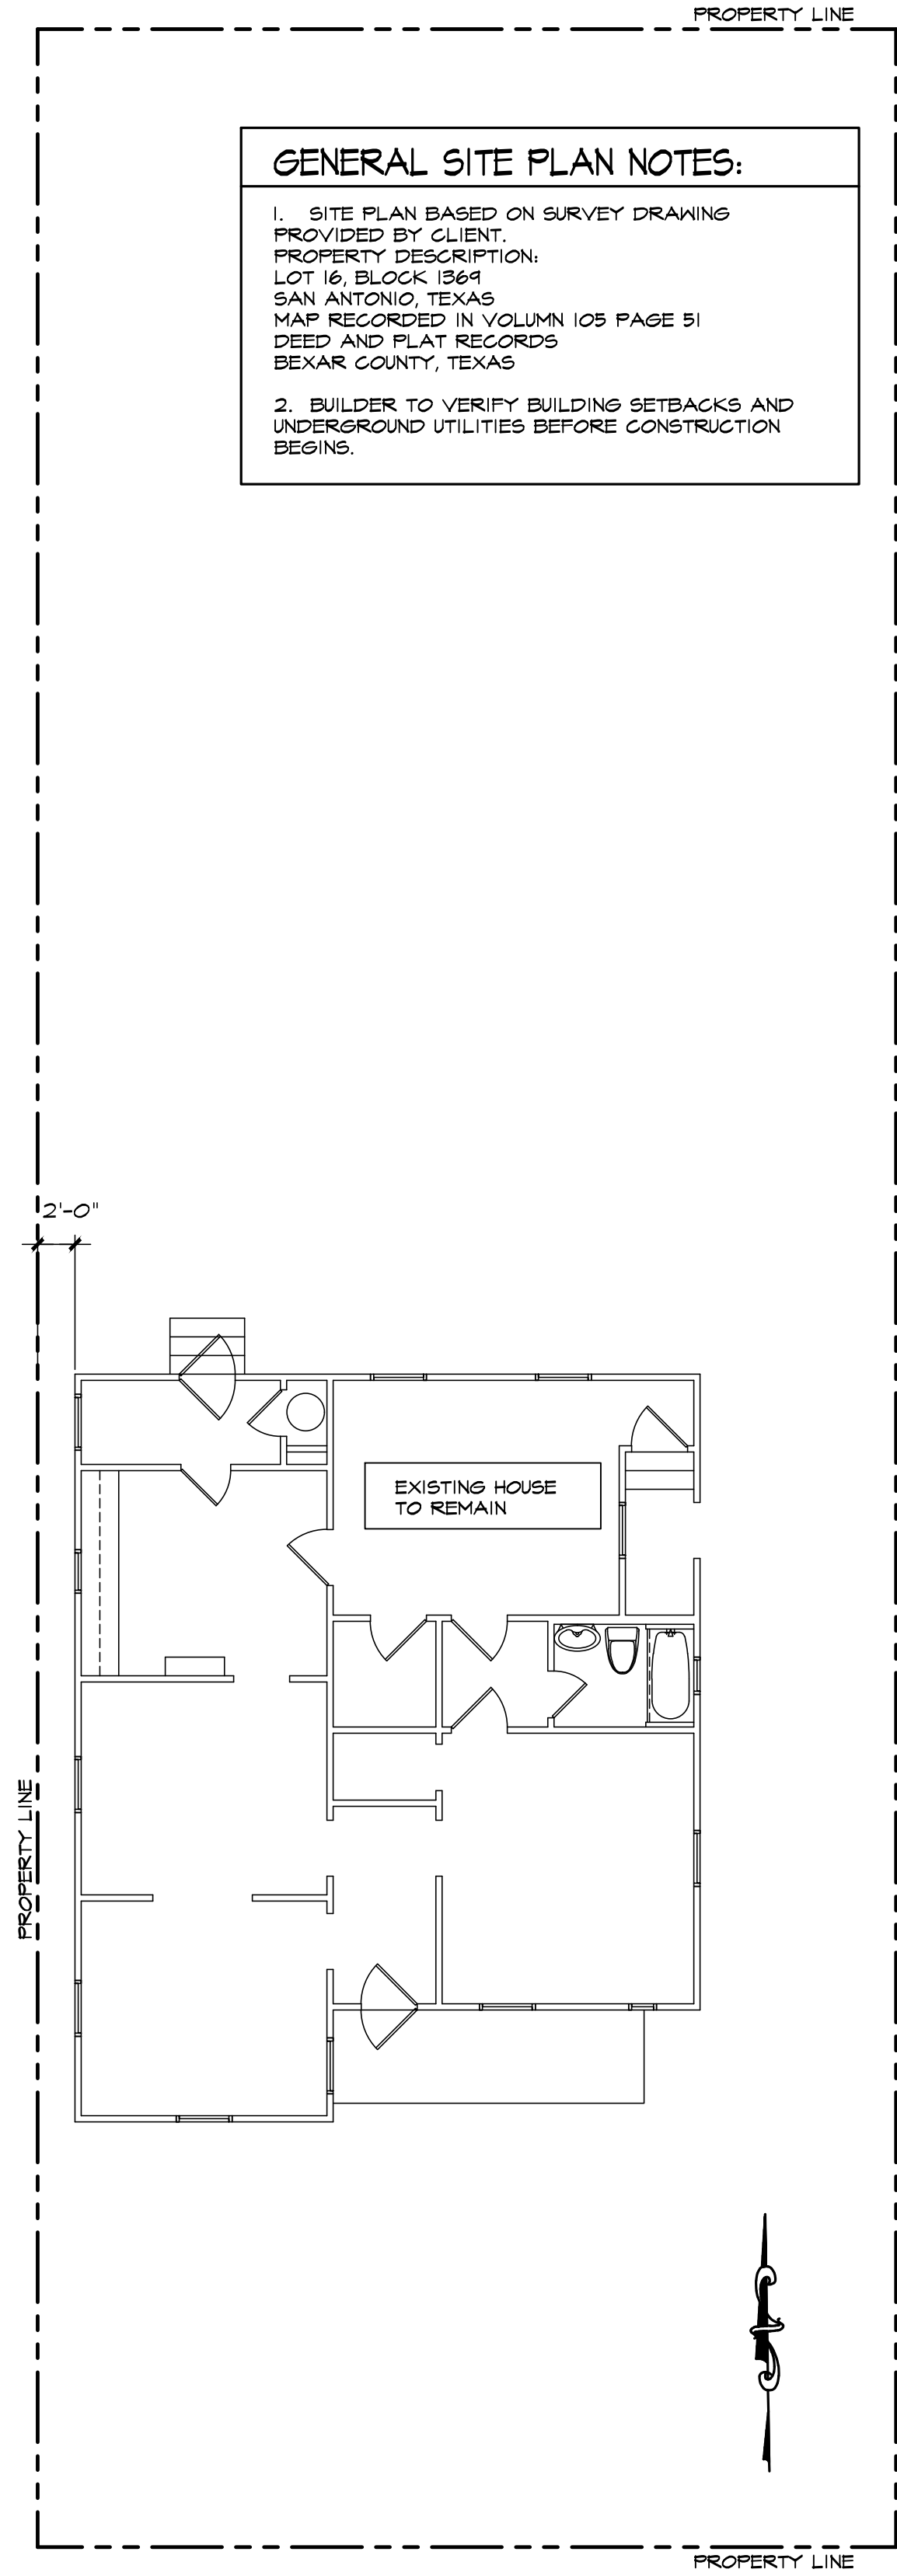 PROPERTY LINE
GENERAL SITE PLAN NOTES:
1. SITE PLAN BASED ON SURVEY DRAWING
PROVIDED BY CLIENT.
PROPERTY DESCRIPTION:
LOT 16, BLOCK 1369
SAN ANTONIO, TEXAS
MAP RECORDED IN VOLUMN 105 PAGE 51
DEED AND PLAT RECORDS
BEXAR COUNTY, TEXAS
2. BUILDER TO VERIFY BUILDING SETBACKS AND
UNDERGROUND UTILITIES BEFORE CONSTRUCTION
BEGINS.
2'-0"
EXISTING HOUSE
TO REMAIN
PROPERTY LINE
PROPERTY LINE